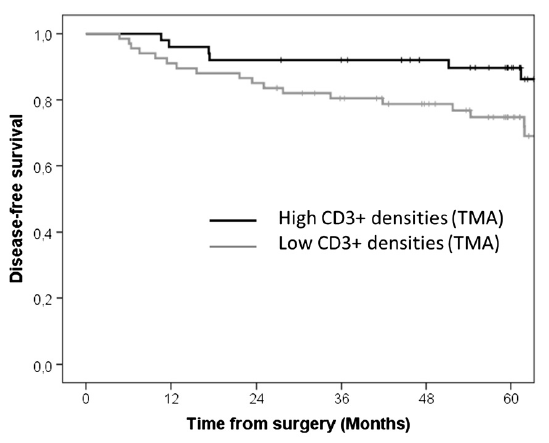 1,0
0,8
0,6
0,4
0,2
0,0
Disease-free survival
High CD3+ densities (TMA)
Low CD3+ densities (TMA)
0 12 24 36 48 60
Time from surgery (Months)